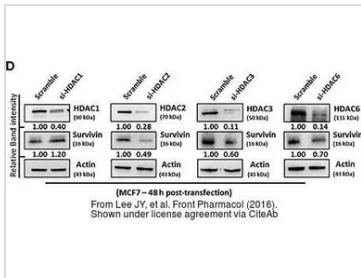 D
Scramble si-HDAC1 Scramble si-HDAC2 Scramble si-HDAC3 Scramble si-HDAC6
Relative Band intensity
HDAC1 (60 kDa) HDAC2 (70 kDa) HDAC3 (50 kDa) HDAC6 (131 kDa)
1.00 0.40 1.00 0.28 1.00 0.11 1.00 0.14
Survivin (16 kDa) Survivin (16 kDa) Survivin (16 kDa) Survivin (16 kDa)
1.00 1.20 1.00 0.49 1.00 0.60 1.00 0.70
Actin (43 kDa) Actin (43 kDa) Actin (43 kDa) Actin (43 kDa)
(MCF7 – 48 h post-transfection)
From Lee JY, et al. Front Pharmacol (2016).
Shown under license agreement via CiteAb